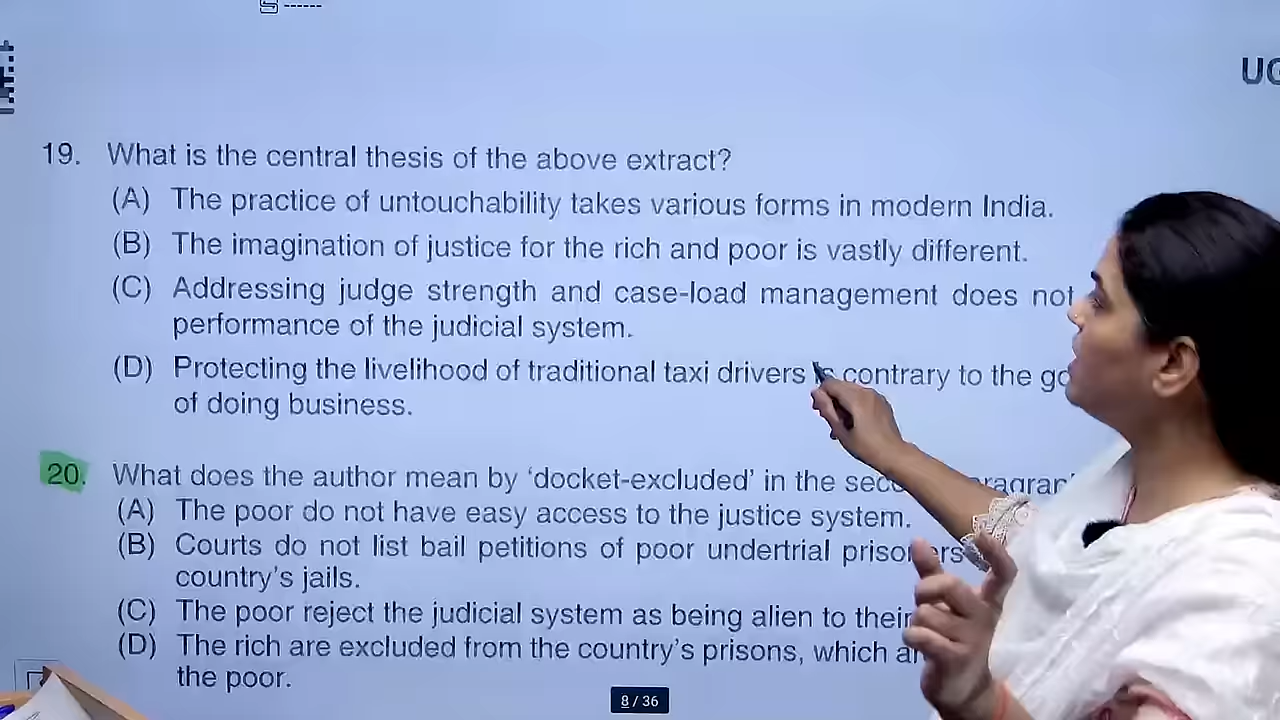 UG
19. What is the central thesis of the above extract?
(A) The practice of untouchability takes various forms in modern India.
(B) The imagination of justice for the rich and poor is vastly different.
(C) Addressing judge strength and case-load management does not
performance of the judicial system.
(D) Protecting the livelihood of traditional taxi drivers is contrary to the
of doing business.
20. What does the author mean by ‘docket-excluded’ in the
(A) The poor do not have easy access to the justice system.
(B) Courts do not list bail petitions of poor undertrial prisoners
country’s jails.
(C) The poor reject the judicial system as being alien to their
(D) The rich are excluded from the country’s prisons, which
the poor.
8 / 36